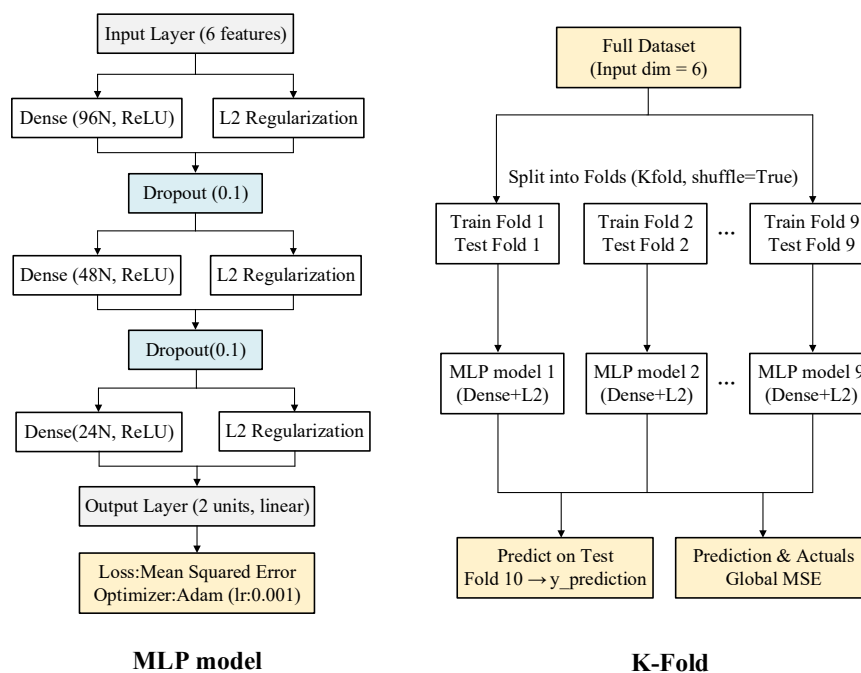 Input Layer (6 features)
Dense (96N, ReLU)
L2 Regularization
Dropout (0.1)
Dense (48N, ReLU)
L2 Regularization
Dropout(0.1)
Dense(24N, ReLU)
L2 Regularization
Output Layer (2 units, linear)
Loss:Mean Squared Error
Optimizer:Adam (lr:0.001)
MLP model
Full Dataset
(Input dim = 6)
Split into Folds (Kfold, shuffle=True)
Train Fold 1
Test Fold 1
Train Fold 2
Test Fold 2
...
Train Fold 9
Test Fold 9
MLP model 1
(Dense+L2)
MLP model 2
(Dense+L2)
...
MLP model 9
(Dense+L2)
Predict on Test
Fold 10 → y_prediction
Prediction & Actuals
Global MSE
K-Fold